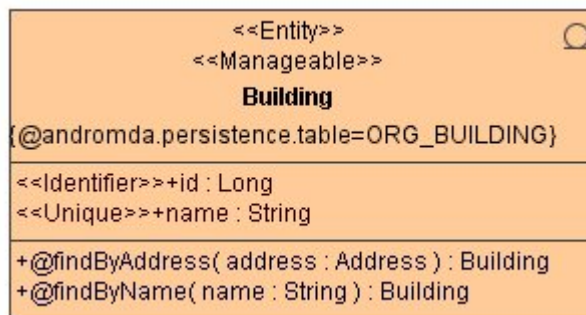 <<Entity>>
<<Manageable>>
Building
{@andromda.persistence.table=ORG_BUILDING}
<<Identifier>>+id : Long
<<Unique>>+name : String
+@findByAddress( address : Address ) : Building
+@findByName( name : String ) : Building